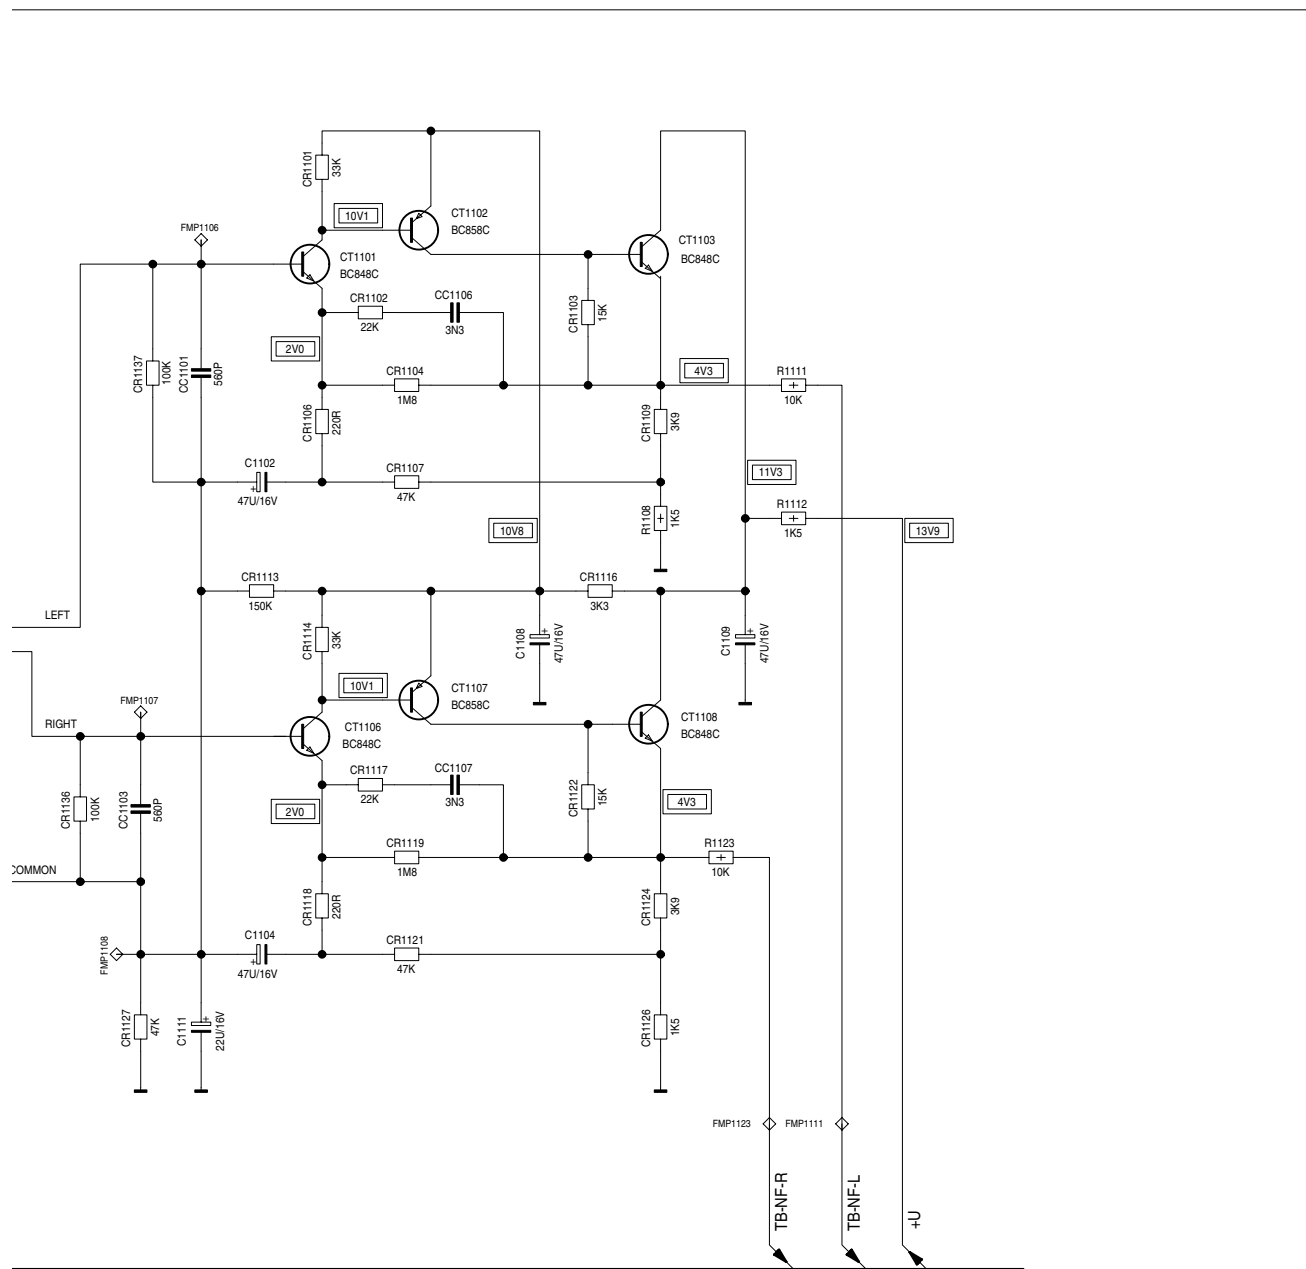 CR1101
33K
10V1
CT1102
BC858C
FMP1106
CT1101
BC848C
CT1103
BC848C
CR1102
22K
CC1106
3N3
CR1103
15K
2V0
CR1137
100K
CC1101
560P
CR1104
1M8
4V3
R1111
10K
CR1106
220R
CR1109
3K9
C1102
+
47U/16V
CR1107
47K
11V3
R1108
1K5
10V8
R1112
1K5
13V9
CR1113
150K
CR1116
3K3
LEFT
CR1114
33K
C1108
+
47U/16V
C1109
+
47U/16V
10V1
CT1107
BC858C
FMP1107
RIGHT
CT1106
BC848C
CT1108
BC848C
CR1117
22K
CC1107
3N3
CR1122
15K
4V3
CR1136
100K
CC1103
560P
2V0
CR1119
1M8
R1123
10K
COMMON
CR1118
220R
CR1124
3K9
FMP1108
C1104
+
47U/16V
CR1121
47K
CR1127
47K
C1111
+
22U/16V
CR1126
1K5
FMP1123
FMP1111
TB-NF-R
TB-NF-L
+U